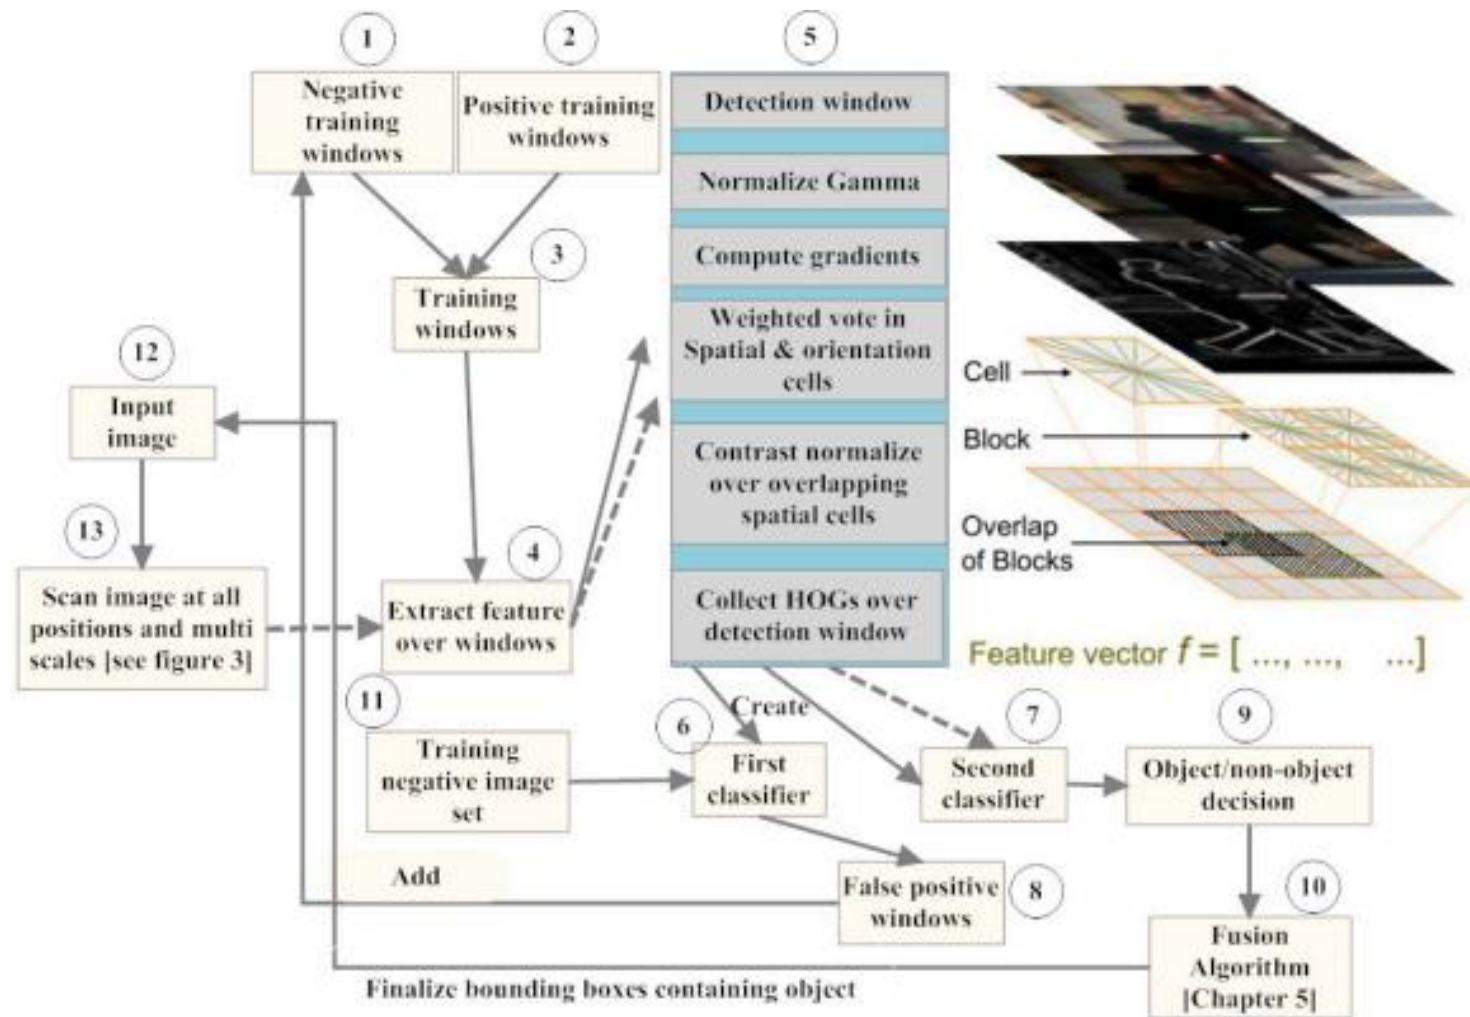 1
2
5
Negative
training
windows
Positive training
windows
Detection window
Normalize Gamma
3
Compute gradients
Training
windows
Weighted vote in
Spatial & orientation
cells
12
Cell
Input
image
Block
Contrast normalize
over overlapping
spatial cells
13
4
Overlap
of Blocks
Scan image at all
positions and multi
scales [see figure 3]
Extract feature
over windows
Collect HOGs over
detection window
Feature vector f = [ ..., ..., ...]
11
Create
6
7
9
Training
negative image
set
First
classifier
Second
classifier
Object/non-object
decision
Add
False positive
windows
8
10
Fusion
Algorithm
[Chapter 5]
Finalize bounding boxes containing object